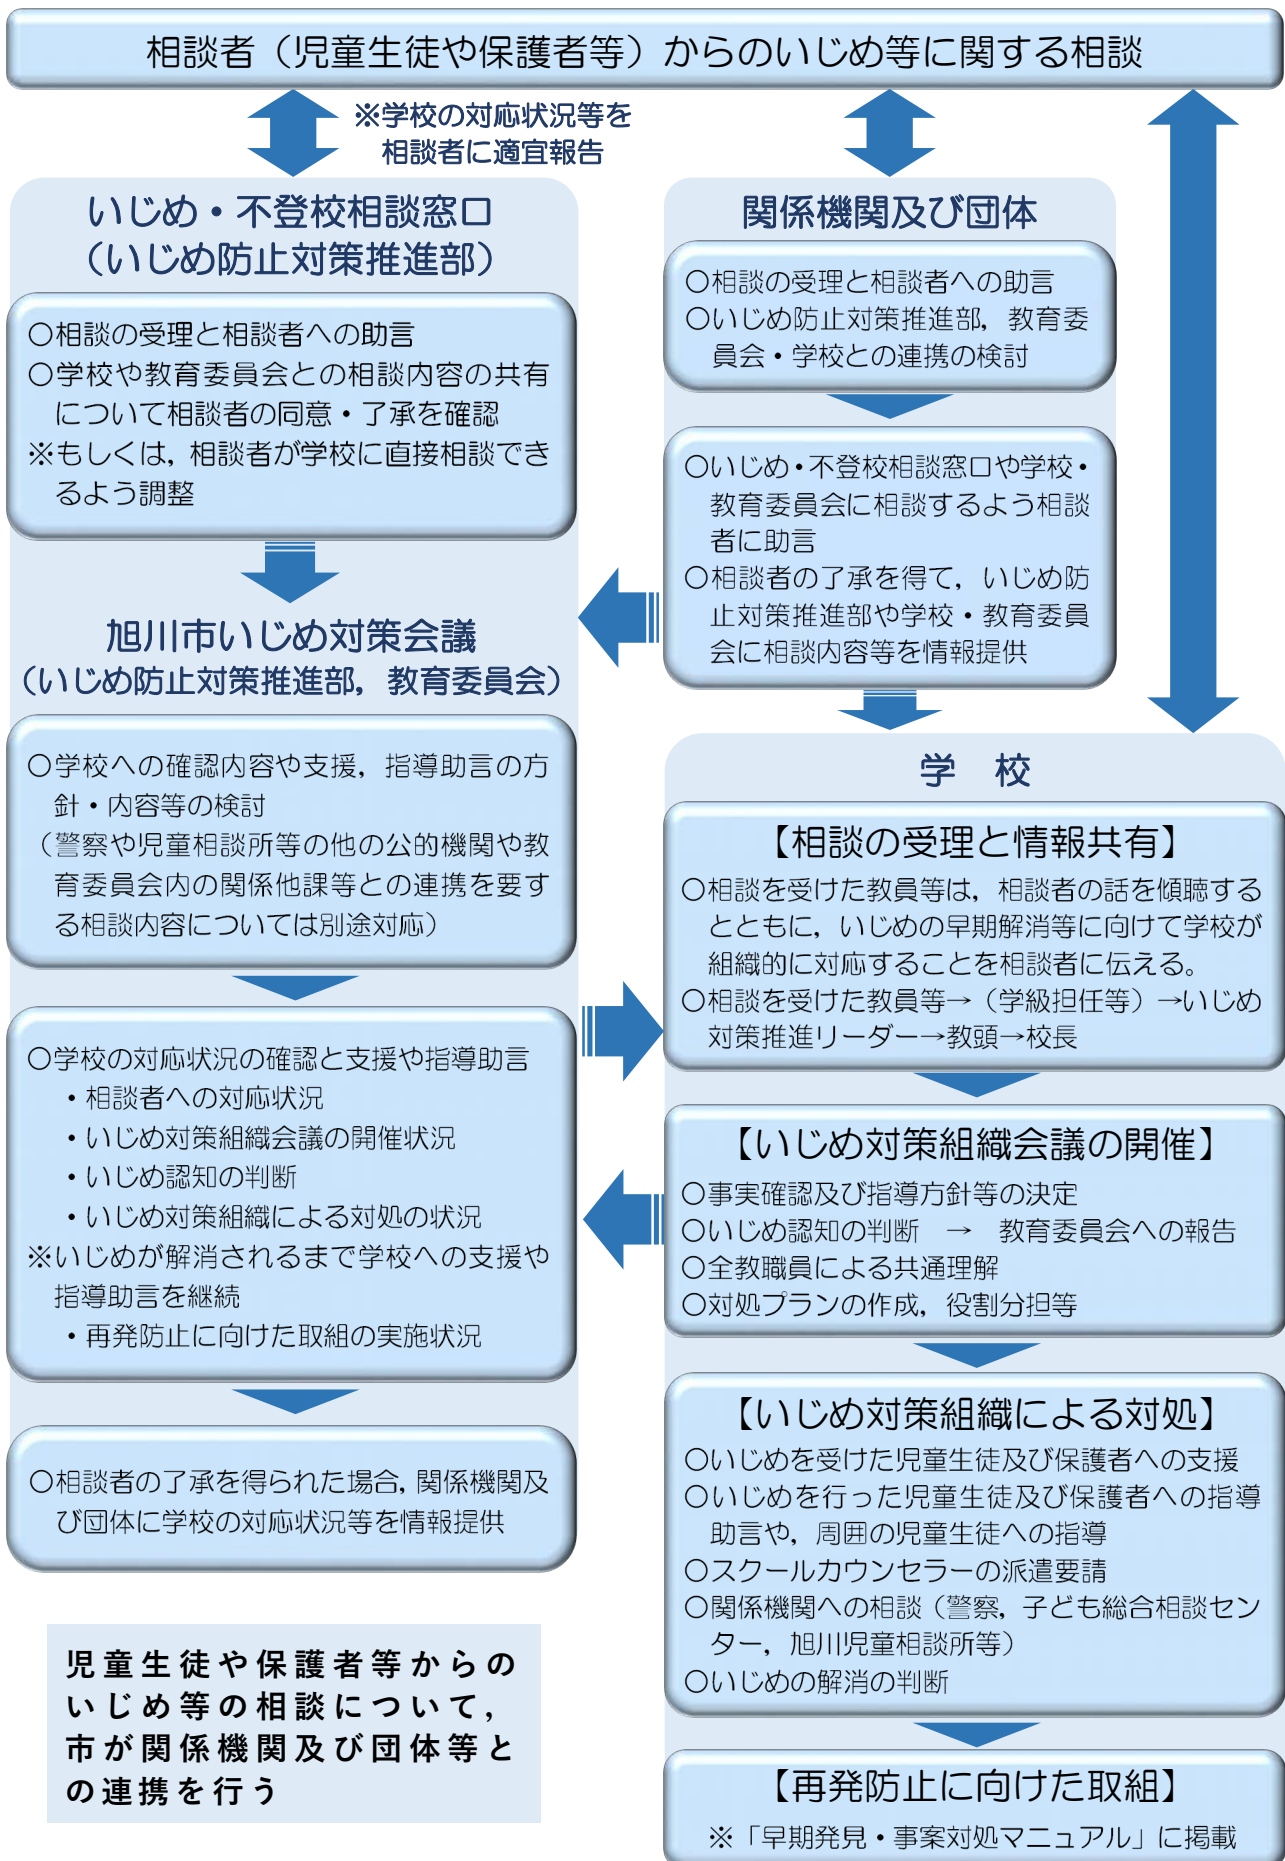 相談者（児童生徒や保護者等）からのいじめ等に関する相談
※学校の対応状況等を
相談者に適宜報告
いじめ・不登校相談窓口
（いじめ防止対策推進部）
○相談の受理と相談者への助言
○学校や教育委員会との相談内容の共有
について相談者の同意・了承を確認
※もしくは，相談者が学校に直接相談でき
るよう調整
旭川市いじめ対策会議
（いじめ防止対策推進部，教育委員会）
○学校への確認内容や支援，指導助言の方
針・内容等の検討
（警察や児童相談所等の他の公的機関や教
育委員会内の関係他課等との連携を要す
る相談内容については別途対応）
○学校の対応状況の確認と支援や指導助言
・相談者への対応状況
・いじめ対策組織会議の開催状況
・いじめ認知の判断
・いじめ対策組織による対処の状況
※いじめが解消されるまで学校への支援や
指導助言を継続
・再発防止に向けた取組の実施状況
○相談者の了承を得られた場合，関係機関及
び団体に学校の対応状況等を情報提供
児童生徒や保護者等からの
いじめ等の相談について，
市が関係機関及び団体等と
の連携を行う
関係機関及び団体
○相談の受理と相談者への助言
○いじめ防止対策推進部，教育委
員会・学校との連携の検討
○いじめ・不登校相談窓口や学校・
教育委員会に相談するよう相談
者に助言
○相談者の了承を得て，いじめ防
止対策推進部や学校・教育委員
会に相談内容等を情報提供
学　校
【相談の受理と情報共有】
○相談を受けた教員等は，相談者の話を傾聴する
とともに，いじめの早期解消等に向けて学校が
組織的に対応することを相談者に伝える。
○相談を受けた教員等→（学級担任等）→いじめ
対策推進リーダー→教頭→校長
【いじめ対策組織会議の開催】
○事実確認及び指導方針等の決定
○いじめ認知の判断　→　教育委員会への報告
○全教職員による共通理解
○対処プランの作成，役割分担等
【いじめ対策組織による対処】
○いじめを受けた児童生徒及び保護者への支援
○いじめを行った児童生徒及び保護者への指導
助言や，周囲の児童生徒への指導
○スクールカウンセラーの派遣要請
○関係機関への相談（警察，子ども総合相談セン
ター，旭川児童相談所等）
○いじめの解消の判断
【再発防止に向けた取組】
※「早期発見・事案対処マニュアル」に掲載